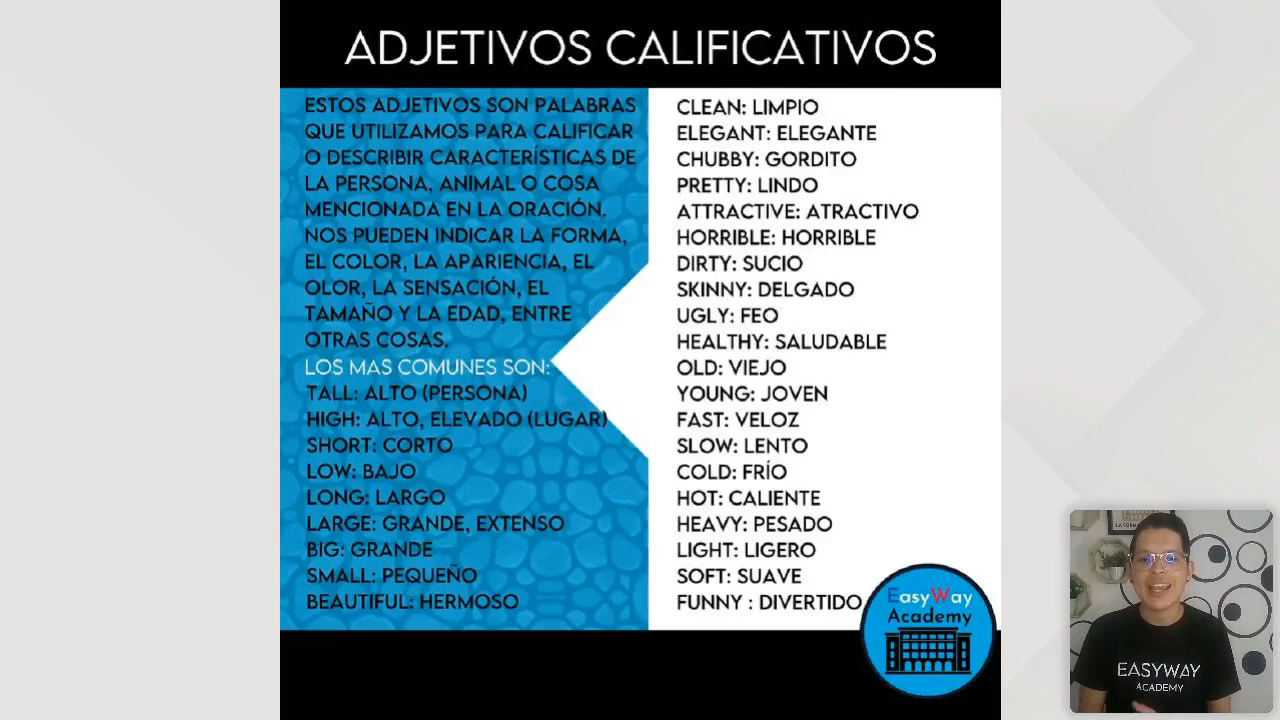 ADJETIVOS CALIFICATIVOS
ESTOS ADJETIVOS SON PALABRAS
QUE UTILIZAMOS PARA CALIFICAR
O DESCRIBIR CARACTERÍSTICAS DE
LA PERSONA, ANIMAL O COSA
MENCIONADA EN LA ORACIÓN.
NOS PUEDEN INDICAR LA FORMA,
EL COLOR, LA APARIENCIA, EL
OLOR, LA SENSACIÓN, EL
TAMAÑO Y LA EDAD, ENTRE
OTRAS COSAS.
LOS MAS COMUNES SON:
TALL: ALTO (PERSONA)
HIGH: ALTO, ELEVADO (LUGAR)
SHORT: CORTO
LOW: BAJO
LONG: LARGO
LARGE: GRANDE, EXTENSO
BIG: GRANDE
SMALL: PEQUEÑO
BEAUTIFUL: HERMOSO
CLEAN: LIMPIO
ELEGANT: ELEGANTE
CHUBBY: GORDITO
PRETTY: LINDO
ATTRACTIVE: ATRACTIVO
HORRIBLE: HORRIBLE
DIRTY: SUCIO
SKINNY: DELGADO
UGLY: FEO
HEALTHY: SALUDABLE
OLD: VIEJO
YOUNG: JOVEN
FAST: VELOZ
SLOW: LENTO
COLD: FRÍO
HOT: CALIENTE
HEAVY: PESADO
LIGHT: LIGERO
SOFT: SUAVE
FUNNY : DIVERTIDO
EasyWay
Academy
EASYWAY
ACADEMY